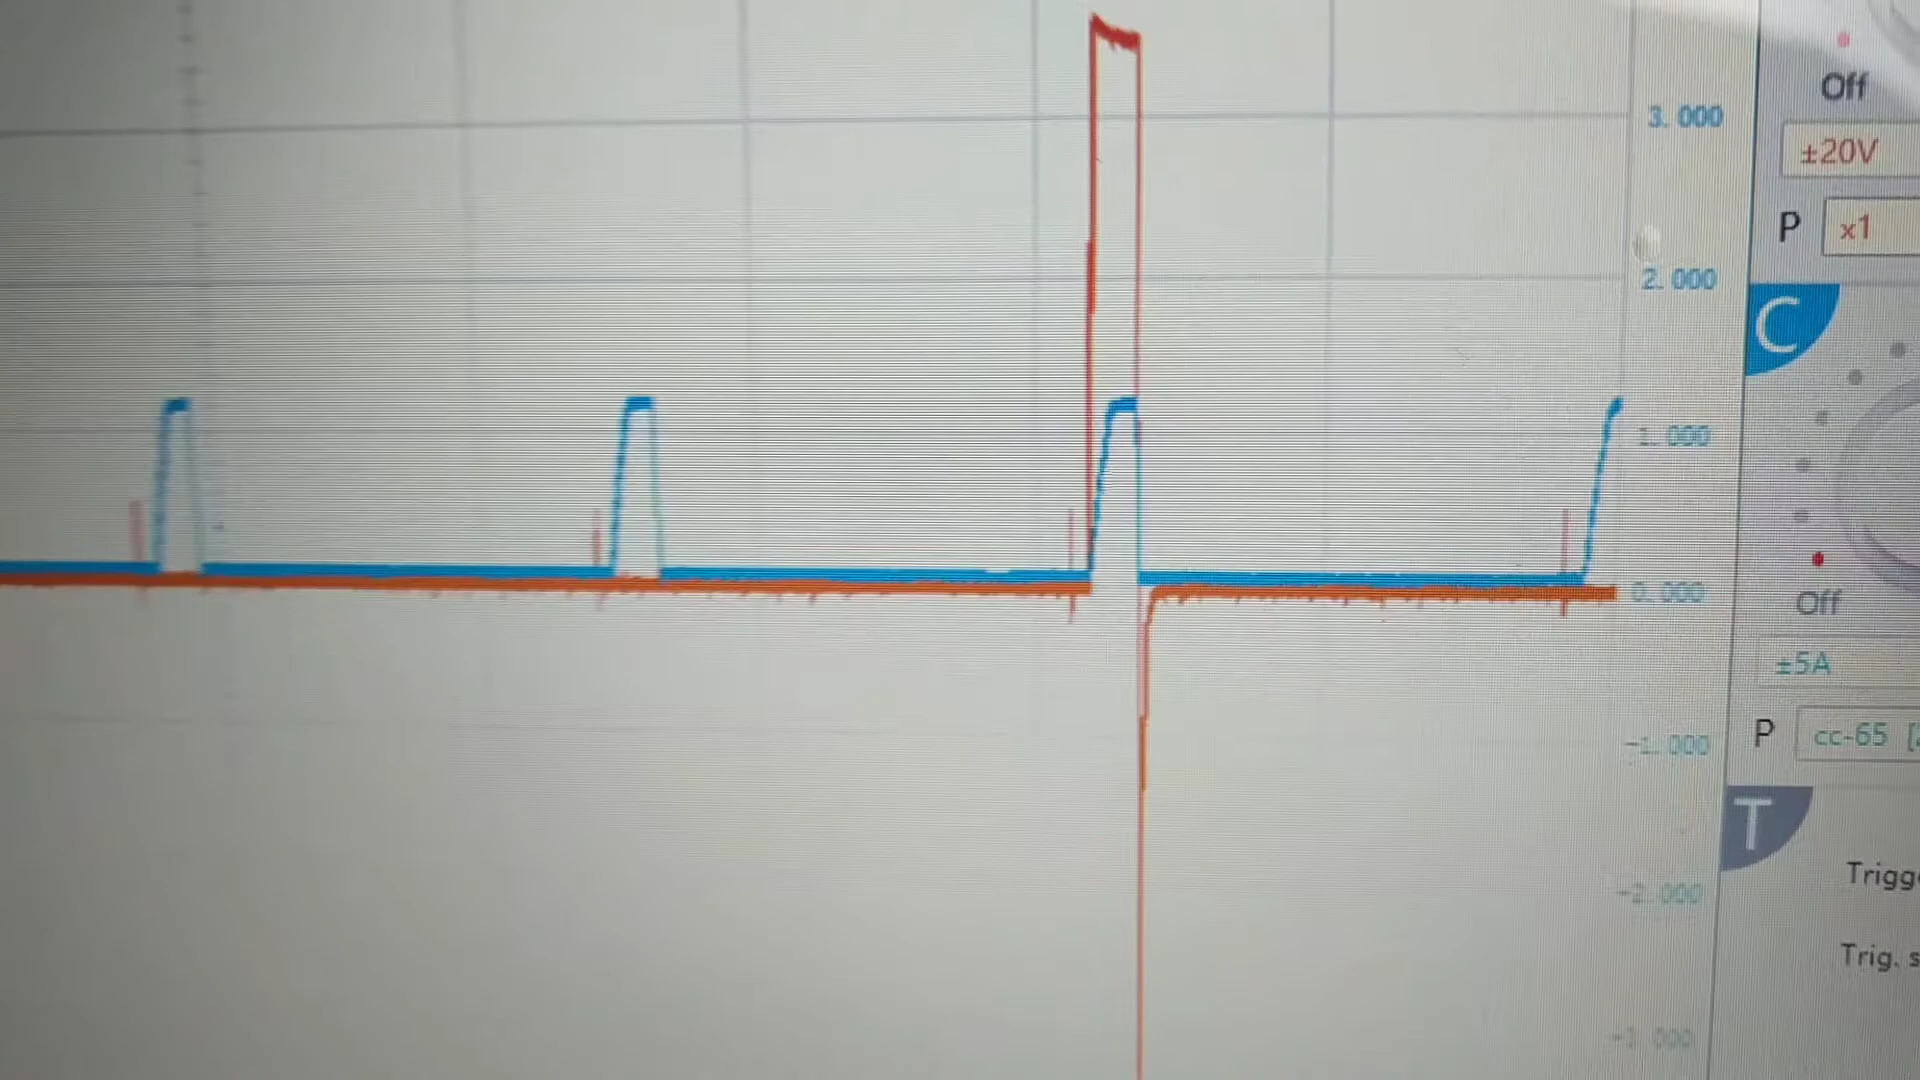 Off
3.000
±20V
P x1
2.000
C
1.000
0.000
Off
±5A
-1.000
P cc-65
T
Trigg
-2.000
Trig. s